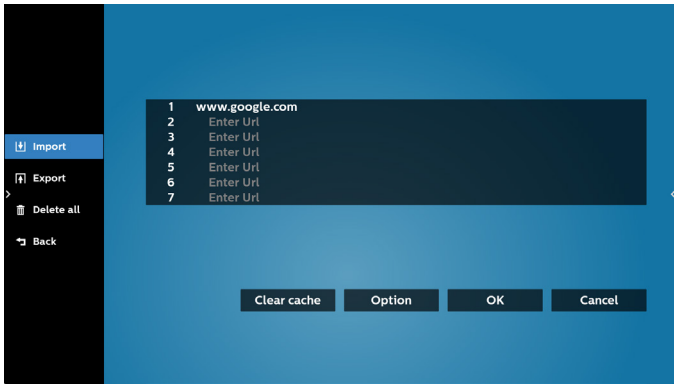 Import
Export
Delete all
Back
1 www.google.com
2 Enter Url
3 Enter Url
4 Enter Url
5 Enter Url
6 Enter Url
7 Enter Url
Clear cache Option OK Cancel